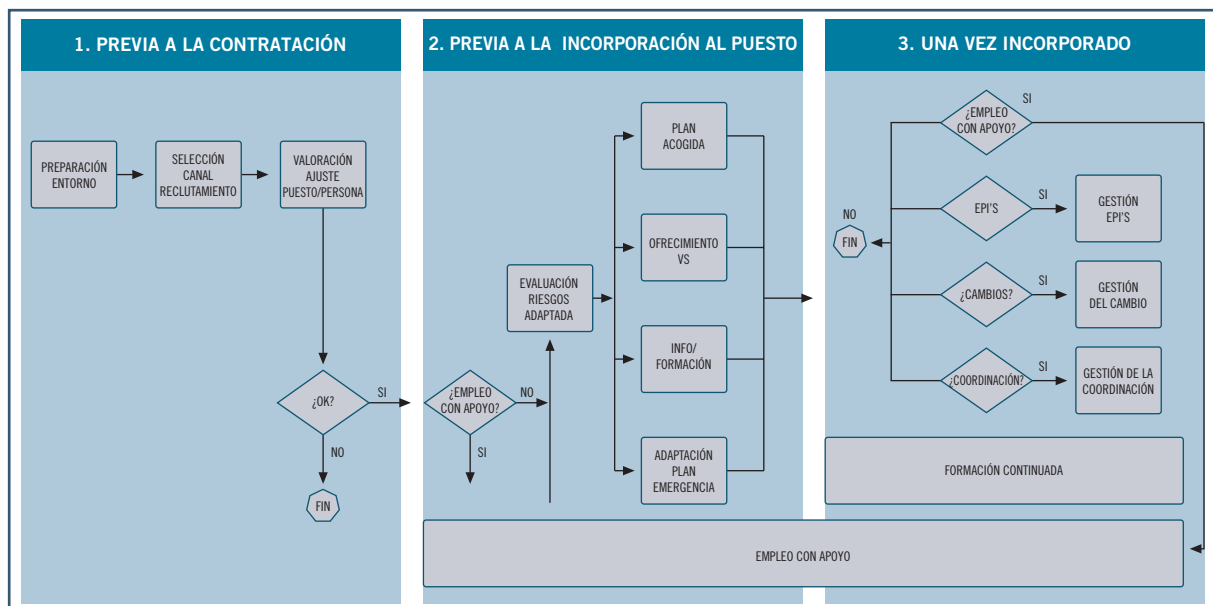 1. PREVIA A LA CONTRATACIÓN
PREPARACIÓN
ENTORNO
SELECCIÓN
CANAL
RECLUTAMIENTO
VALORACIÓN
AJUSTE
PUESTO/PERSONA
¿OK?
SI
NO
FIN
2. PREVIA A LA INCORPORACIÓN AL PUESTO
¿EMPLEO
CON APOYO?
NO
SI
EVALUACIÓN
RIESGOS
ADAPTADA
PLAN
ACOGIDA
OFRECIMIENTO
VS
INFO/
FORMACIÓN
ADAPTACIÓN
PLAN
EMERGENCIA
3. UNA VEZ INCORPORADO
¿EMPLEO
CON APOYO?
SI
EPI'S
SI
GESTIÓN
EPI'S
NO
FIN
¿CAMBIOS?
SI
GESTIÓN
DEL CAMBIO
¿COORDINACIÓN?
SI
GESTIÓN DE LA
COORDINACIÓN
FORMACIÓN CONTINUADA
EMPLEO CON APOYO